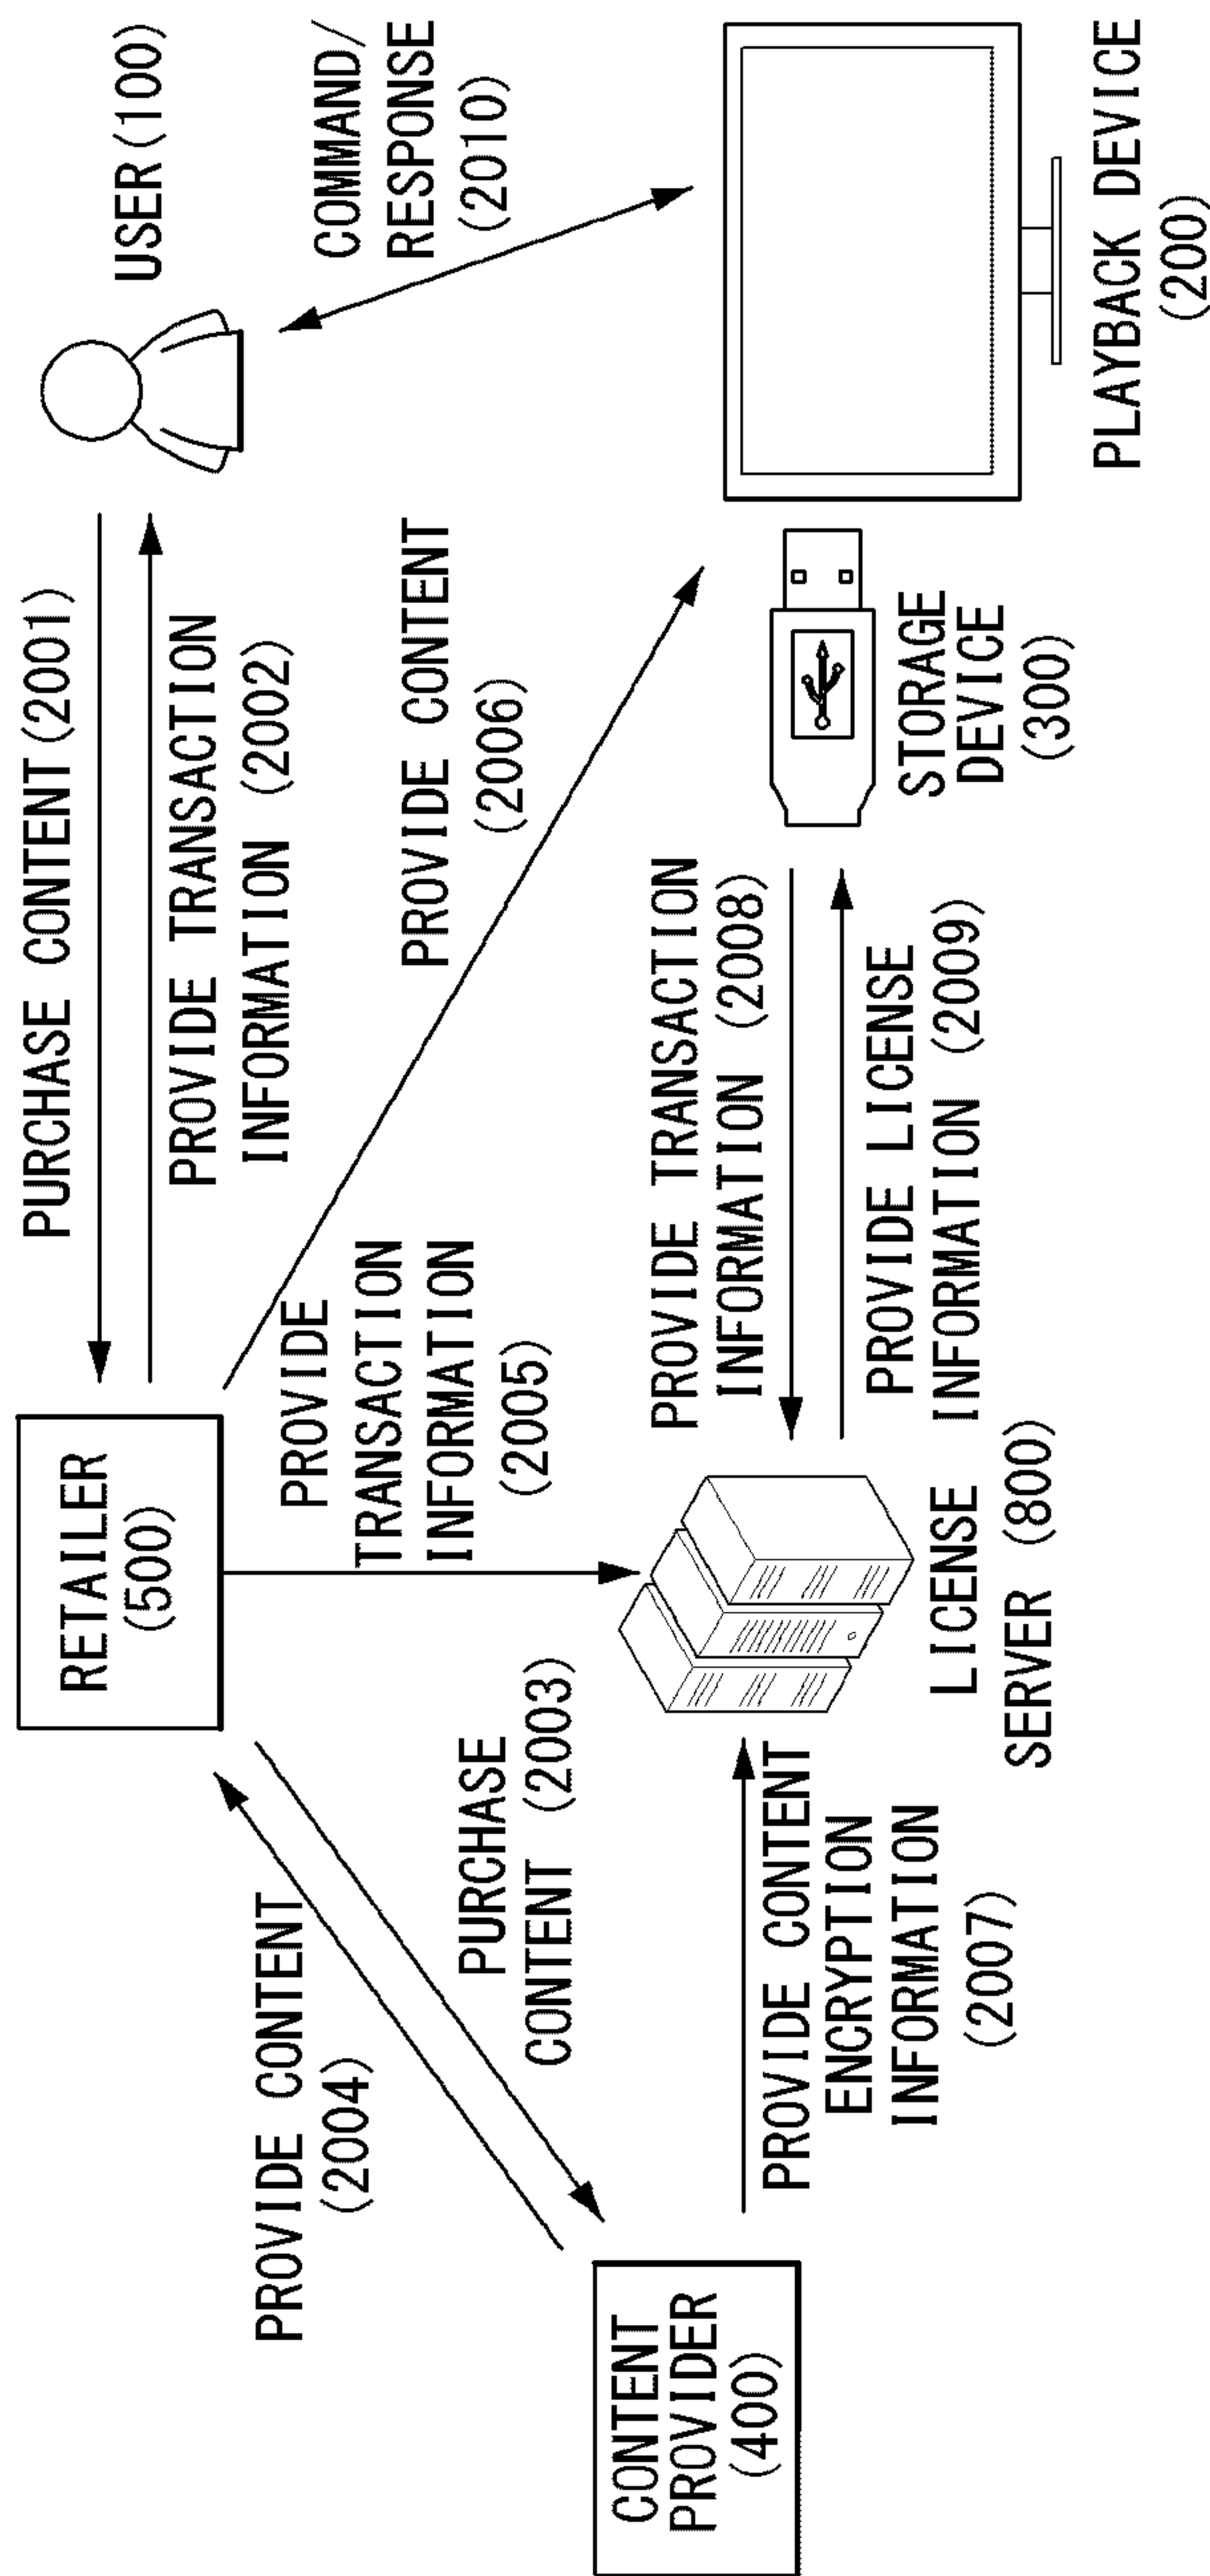 PURCHASE CONTENT (2001)
USER (100)
RETAILER
(500)
PROVIDE TRANSACTION
INFORMATION (2002)
COMMAND/
RESPONSE
(2010)
PROVIDE CONTENT
(2004)
PROVIDE
TRANSACTION
INFORMATION
(2005)
PROVIDE CONTENT
(2006)
PURCHASE
CONTENT (2003)
CONTENT
PROVIDER
(400)
PROVIDE TRANSACTION
INFORMATION (2008)
PROVIDE CONTENT
ENCRYPTION
INFORMATION
(2007)
PROVIDE LICENSE
INFORMATION (2009)
LICENSE
SERVER (800)
STORAGE
DEVICE
(300)
PLAYBACK DEVICE
(200)